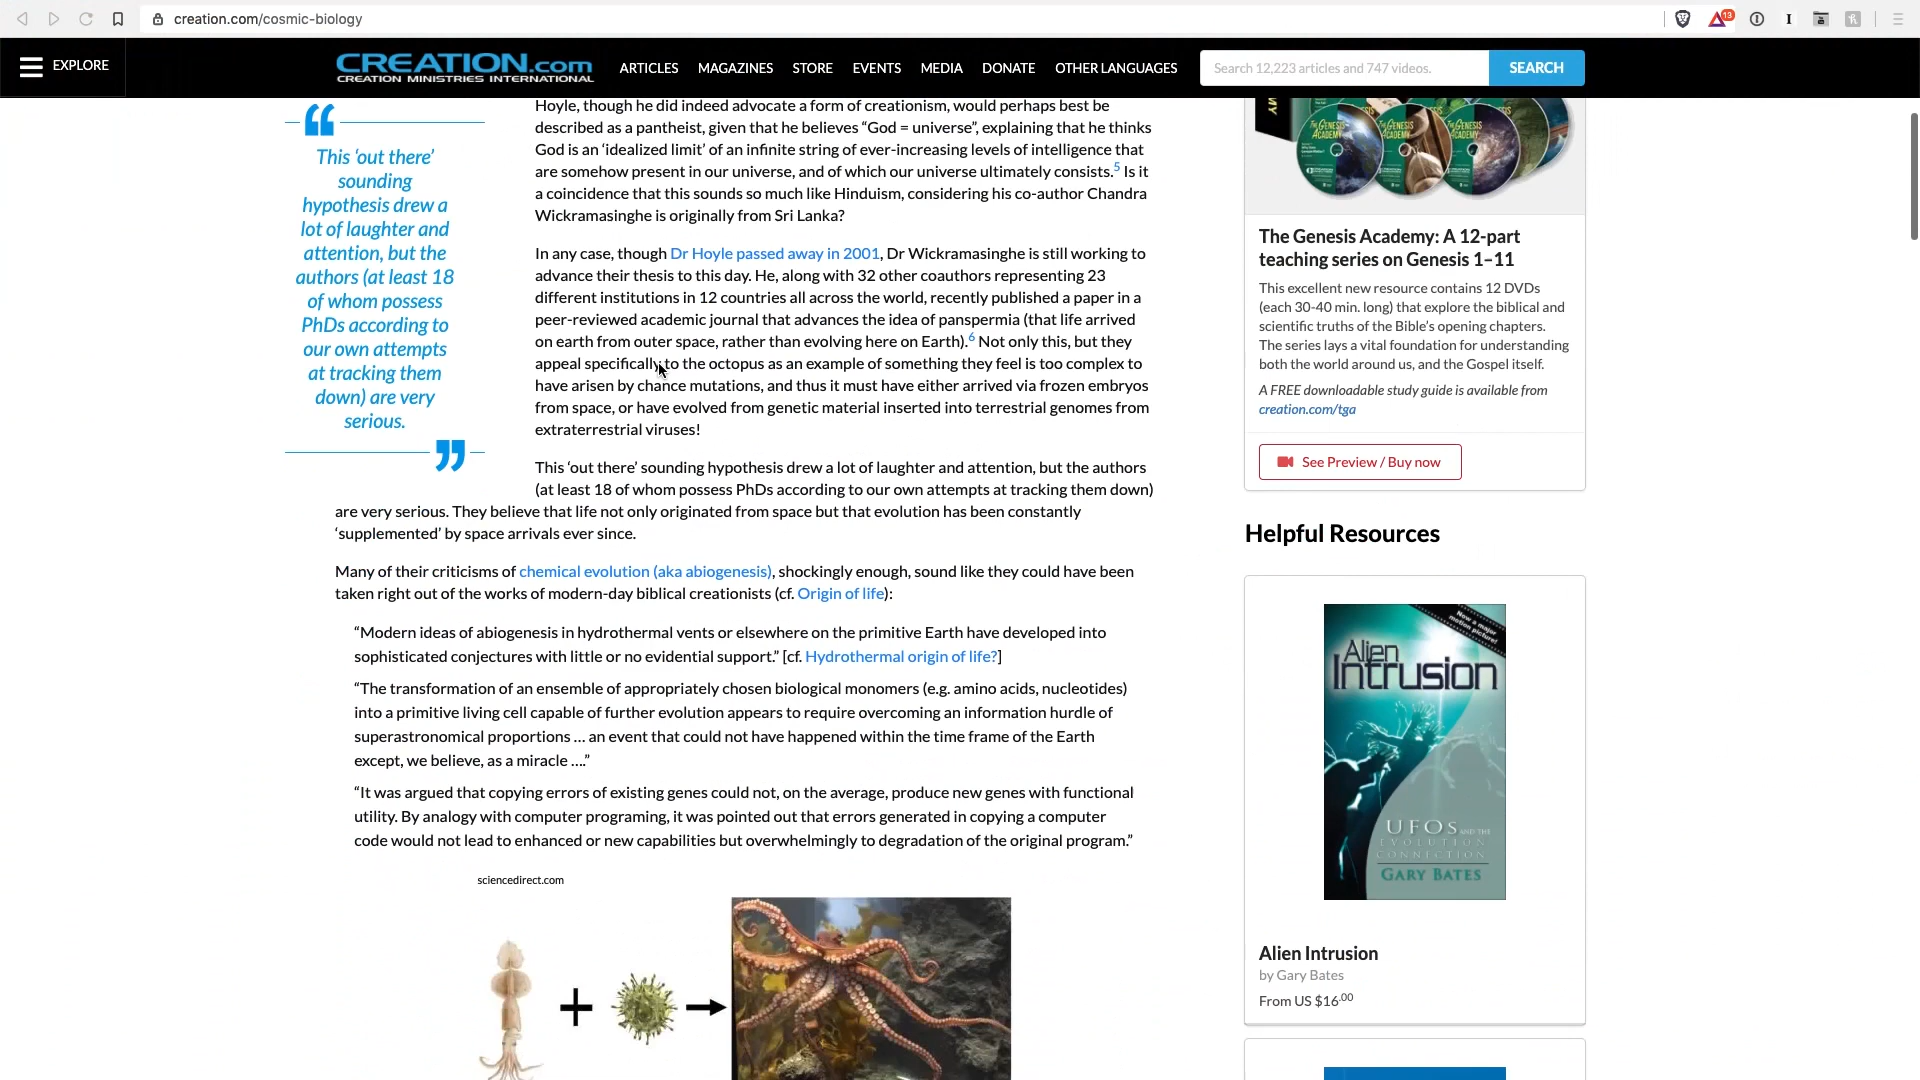 creation.com/cosmic-biology
13
EXPLORE
CREATION.com
CREATION MINISTRIES INTERNATIONAL
ARTICLES
MAGAZINES
STORE
EVENTS
MEDIA
DONATE
OTHER LANGUAGES
Search 12,223 articles and 747 videos.
SEARCH
“
This ‘out there’
sounding
hypothesis drew a
lot of laughter and
attention, but the
authors (at least 18
of whom possess
PhDs according to
our own attempts
at tracking them
down) are very
serious.
”
Hoyle, though he did indeed advocate a form of creationism, would perhaps best be
described as a pantheist, given that he believes “God = universe”, explaining that he thinks
God is an ‘idealized limit’ of an infinite string of ever-increasing levels of intelligence that
are somehow present in our universe, and of which our universe ultimately consists.5 Is it
a coincidence that this sounds so much like Hinduism, considering his co-author Chandra
Wickramasinghe is originally from Sri Lanka?
In any case, though Dr Hoyle passed away in 2001, Dr Wickramasinghe is still working to
advance their thesis to this day. He, along with 32 other coauthors representing 23
different institutions in 12 countries all across the world, recently published a paper in a
peer-reviewed academic journal that advances the idea of panspermia (that life arrived
on earth from outer space, rather than evolving here on Earth).6 Not only this, but they
appeal specifically to the octopus as an example of something they feel is too complex to
have arisen by chance mutations, and thus it must have either arrived via frozen embryos
from space, or have evolved from genetic material inserted into terrestrial genomes from
extraterrestrial viruses!
This ‘out there’ sounding hypothesis drew a lot of laughter and attention, but the authors
(at least 18 of whom possess PhDs according to our own attempts at tracking them down)
are very serious. They believe that life not only originated from space but that evolution has been constantly
‘supplemented’ by space arrivals ever since.
Many of their criticisms of chemical evolution (aka abiogenesis), shockingly enough, sound like they could have been
taken right out of the works of modern-day biblical creationists (cf. Origin of life):
“Modern ideas of abiogenesis in hydrothermal vents or elsewhere on the primitive Earth have developed into
sophisticated conjectures with little or no evidential support.” [cf. Hydrothermal origin of life?]
“The transformation of an ensemble of appropriately chosen biological monomers (e.g. amino acids, nucleotides)
into a primitive living cell capable of further evolution appears to require overcoming an information hurdle of
superastronomical proportions … an event that could not have happened within the time frame of the Earth
except, we believe, as a miracle ….”
“It was argued that copying errors of existing genes could not, on the average, produce new genes with functional
utility. By analogy with computer programing, it was pointed out that errors generated in copying a computer
code would not lead to enhanced or new capabilities but overwhelmingly to degradation of the original program.”
sciencedirect.com
The Genesis Academy: A 12-part
teaching series on Genesis 1–11
This excellent new resource contains 12 DVDs
(each 30-40 min. long) that explore the biblical and
scientific truths of the Bible’s opening chapters.
The series lays a vital foundation for understanding
both the world around us, and the Gospel itself.
A FREE downloadable study guide is available from
creation.com/tga
See Preview / Buy now
Helpful Resources
Now a major
motion picture!
Alien
Intrusion
UFOS AND THE
EVOLUTION
CONNECTION
GARY BATES
Alien Intrusion
by Gary Bates
From US $16.00